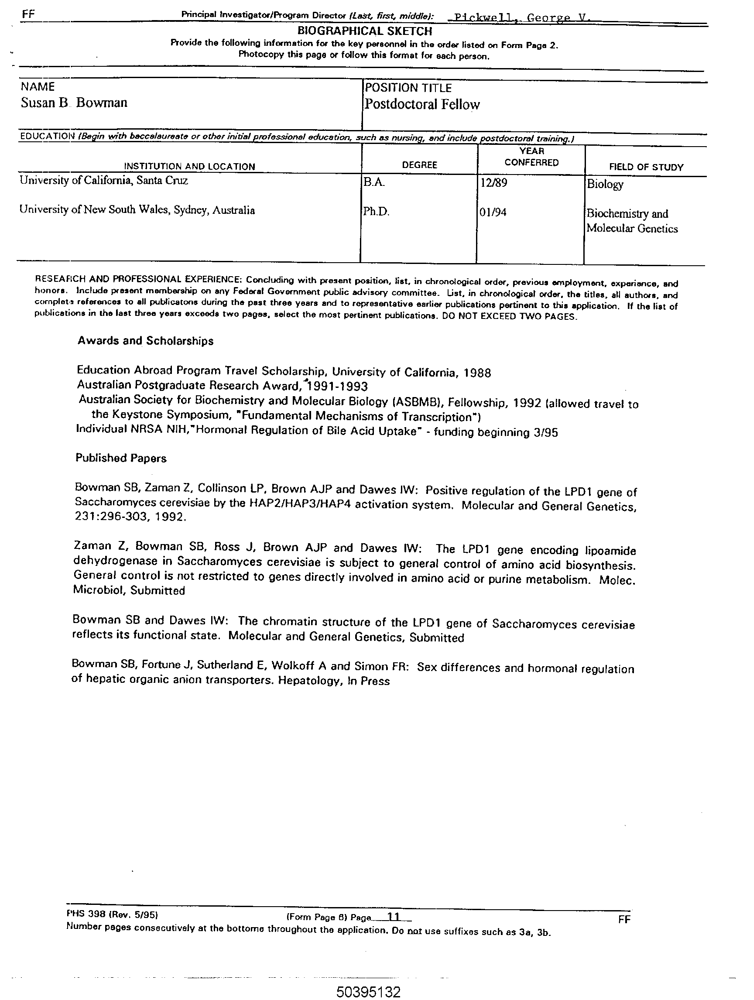 FF Principal Investigator/Program Director (Last, first, middle): Pickwell, George V.
BIOGRAPHICAL SKETCH
Provide the following information for the key personnel in the order listed on Form Page 2.
Photocopy this page or follow this format for each person.
NAME
Susan B. Bowman
POSITION TITLE
Postdoctoral Fellow
EDUCATION (Begin with baccalaureate or other initial professional education, such as nursing, and include postdoctoral training.)
INSTITUTION AND LOCATION DEGREE YEAR CONFERRED FIELD OF STUDY
University of California, Santa Cruz B.A. 12/89 Biology
University of New South Wales, Sydney, Australia Ph.D. 01/94 Biochemistry and
Molecular Genetics
RESEARCH AND PROFESSIONAL EXPERIENCE: Concluding with present position, list, in chronological order, previous employment, experience, and
honors. Include present membership on any Federal Government public advisory committee. List, in chronological order, the titles, all authors, and
complete references to all publicatons during the past three years and to representative earlier publications pertinent to this application. If the list of
publications in the last three years exceeds two pages, select the most pertinent publications. DO NOT EXCEED TWO PAGES.
Awards and Scholarships
Education Abroad Program Travel Scholarship, University of California, 1988
Australian Postgraduate Research Award, 1991-1993
Australian Society for Biochemistry and Molecular Biology (ASBMB), Fellowship, 1992 (allowed travel to
the Keystone Symposium, "Fundamental Mechanisms of Transcription")
Individual NRSA NIH,"Hormonal Regulation of Bile Acid Uptake" - funding beginning 3/95
Published Papers
Bowman SB, Zaman Z, Collinson LP, Brown AJP and Dawes IW: Positive regulation of the LPD1 gene of
Saccharomyces cerevisiae by the HAP2/HAP3/HAP4 activation system. Molecular and General Genetics,
231:296-303, 1992.
Zaman Z, Bowman SB, Ross J, Brown AJP and Dawes IW: The LPD1 gene encoding lipoamide
dehydrogenase in Saccharomyces cerevisiae is subject to general control of amino acid biosynthesis.
General control is not restricted to genes directly involved in amino acid or purine metabolism. Molec.
Microbiol, Submitted
Bowman SB and Dawes IW: The chromatin structure of the LPD1 gene of Saccharomyces cerevisiae
reflects its functional state. Molecular and General Genetics, Submitted
Bowman SB, Fortune J, Sutherland E, Wolkoff A and Simon FR: Sex differences and hormonal regulation
of hepatic organic anion transporters. Hepatology, In Press
PHS 398 (Rev. 5/95) (Form Page 6) Page 11 FF
Number pages consecutively at the bottome throughout the application. Do not use suffixes such as 3a, 3b.
50395132